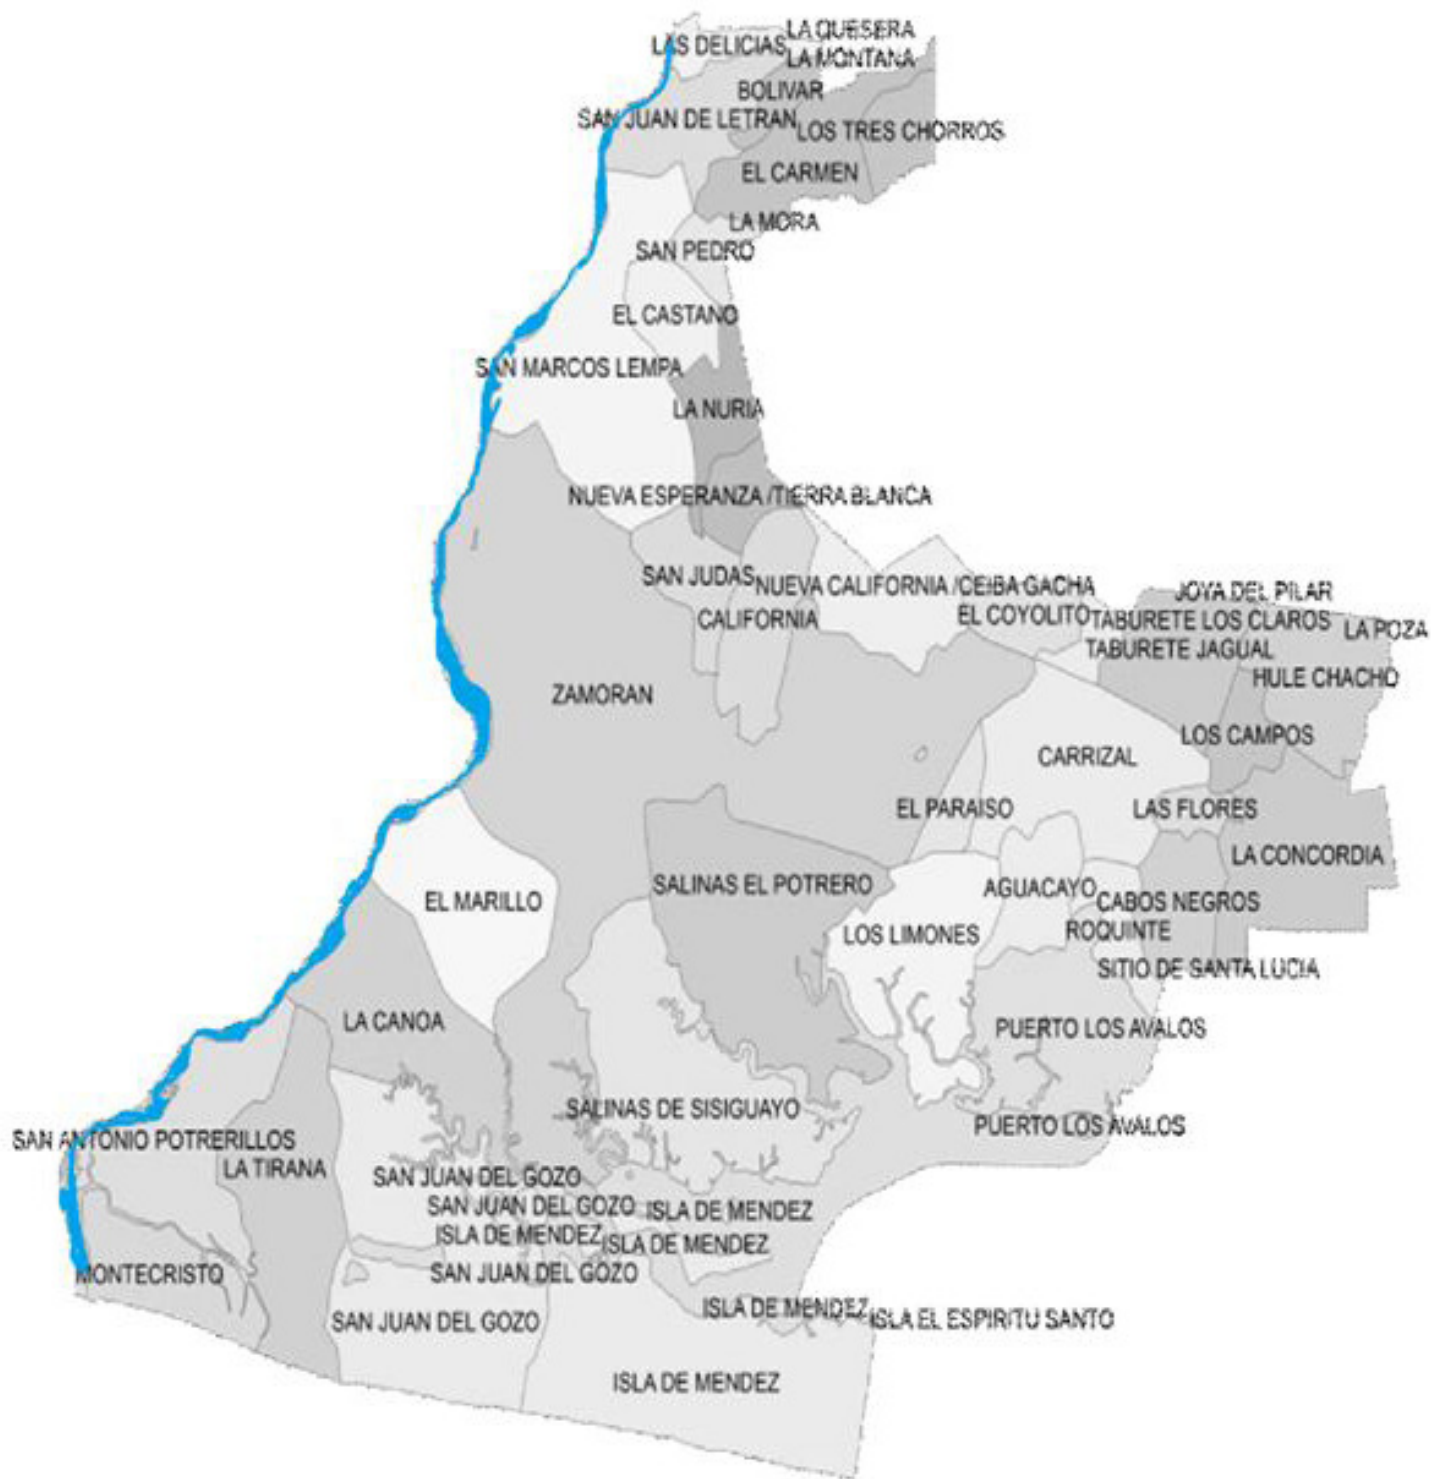 LA QUESERA
LAS DELICIAS
LA MONTANA
BOLIVAR
SAN JUAN DE LETRAN
LOS TRES CHORROS
EL CARMEN
LA MORA
SAN PEDRO
EL CASTANO
SAN MARCOS LEMPA
LA NURIA
NUEVA ESPERANZA /TIERRA BLANCA
SAN JUDAS
NUEVA CALIFORNIA /CEIBA GACHA
JOYA DEL PILAR
EL COYOLITO
CALIFORNIA
TABURETE LOS CLAROS
LA POZA
TABURETE JAGUAL
HULE CHACHO
ZAMORAN
LOS CAMPOS
CARRIZAL
EL PARAISO
LAS FLORES
LA CONCORDIA
SALINAS EL POTRERO
AGUACAYO
EL MARILLO
CABOS NEGROS
LOS LIMONES
ROQUINTE
SITIO DE SANTA LUCIA
LA CANOA
PUERTO LOS AVALOS
SALINAS DE SISIGUAYO
PUERTO LOS AVALOS
SAN ANTONIO POTRERILLOS
LA TIRANA
SAN JUAN DEL GOZO
SAN JUAN DEL GOZO
ISLA DE MENDEZ
ISLA DE MENDEZ
ISLA DE MENDEZ
MONTECRISTO
SAN JUAN DEL GOZO
ISLA DE MENDEZ
ISLA EL ESPIRITU SANTO
SAN JUAN DEL GOZO
ISLA DE MENDEZ